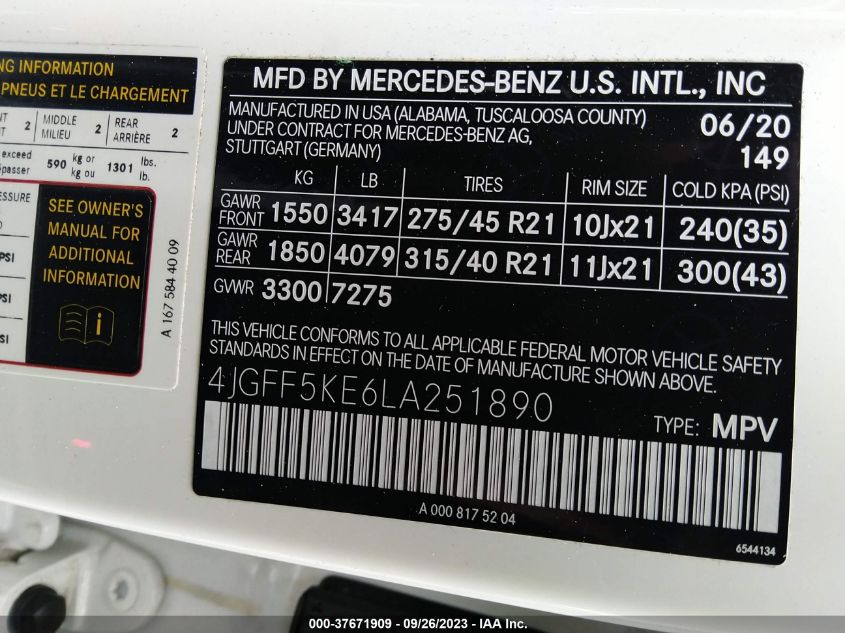 NG INFORMATION
PNEUS ET LE CHARGEMENT
2 MIDDLE MILIEU 2 REAR ARRIÈRE 2
exceed 590 kg or kg ou 1301 lbs. lb.
SEE OWNER'S
MANUAL FOR
ADDITIONAL
INFORMATION
PSI
PSI
PSI
A 167 584 40 09
MFD BY MERCEDES-BENZ U.S. INTL., INC
MANUFACTURED IN USA (ALABAMA, TUSCALOOSA COUNTY) 06/20
UNDER CONTRACT FOR MERCEDES-BENZ AG,
STUTTGART (GERMANY) 149
KG LB TIRES RIM SIZE COLD KPA (PSI)
GAWR FRONT 1550 3417 275/45 R21 10Jx21 240(35)
GAWR REAR 1850 4079 315/40 R21 11Jx21 300(43)
GVWR 3300 7275
THIS VEHICLE CONFORMS TO ALL APPLICABLE FEDERAL MOTOR VEHICLE SAFETY
STANDARDS IN EFFECT ON THE DATE OF MANUFACTURE SHOWN ABOVE.
4JGFF5KE6LA251890
TYPE: MPV
A 000 817 52 04
6544134
000-37671909 - 09/26/2023 - IAA Inc.